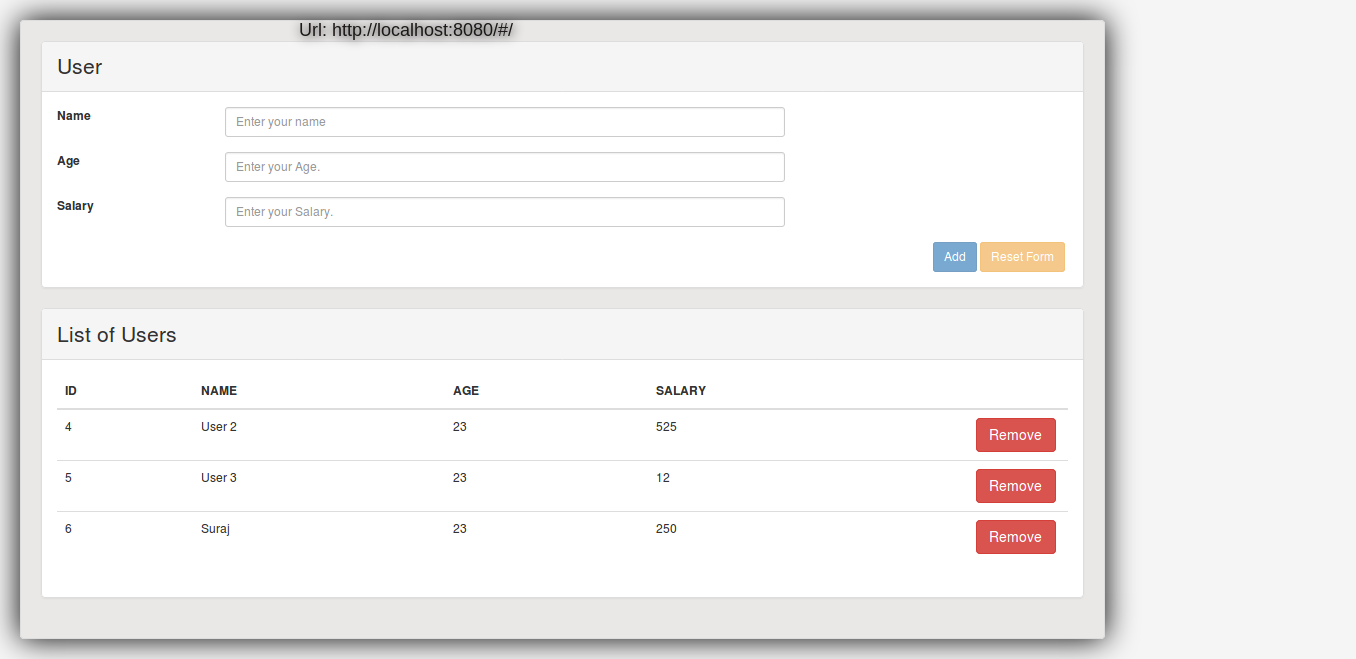 Url: http://localhost:8080/#/
User
Name Enter your name
Age Enter your Age.
Salary Enter your Salary.
Add Reset Form
List of Users
ID NAME AGE SALARY
4 User 2 23 525 Remove
5 User 3 23 12 Remove
6 Suraj 23 250 Remove